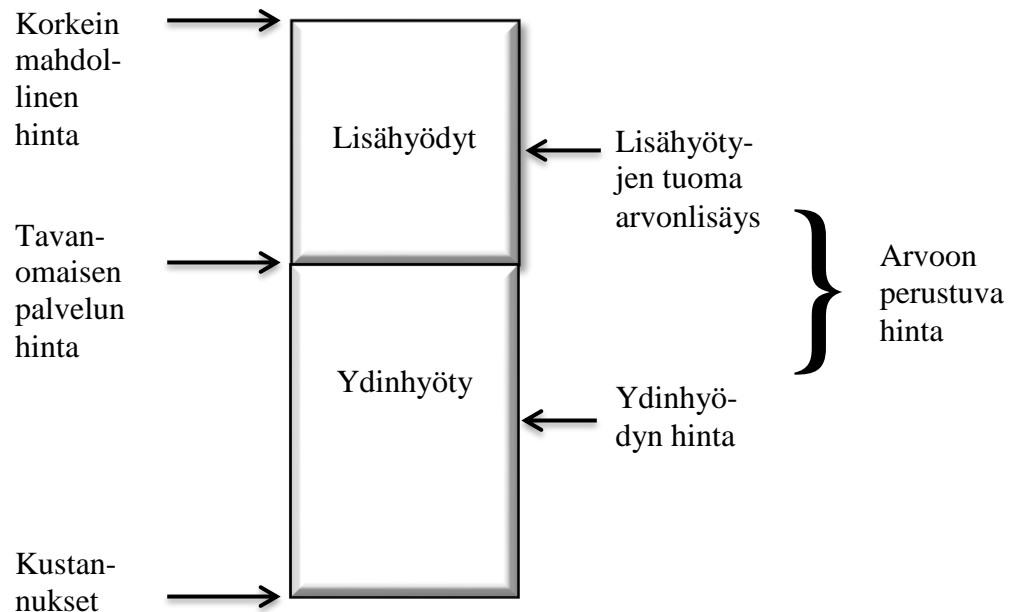 Korkein
mahdol-
linen
hinta
Lisähyödyt
Lisähyöty-
jen tuoma
arvonlisäys
Tavan-
omaisen
palvelun
hinta
Arvoon
perustuva
hinta
Ydinhyöty
Ydinhyö-
dyn hinta
Kustan-
nukset